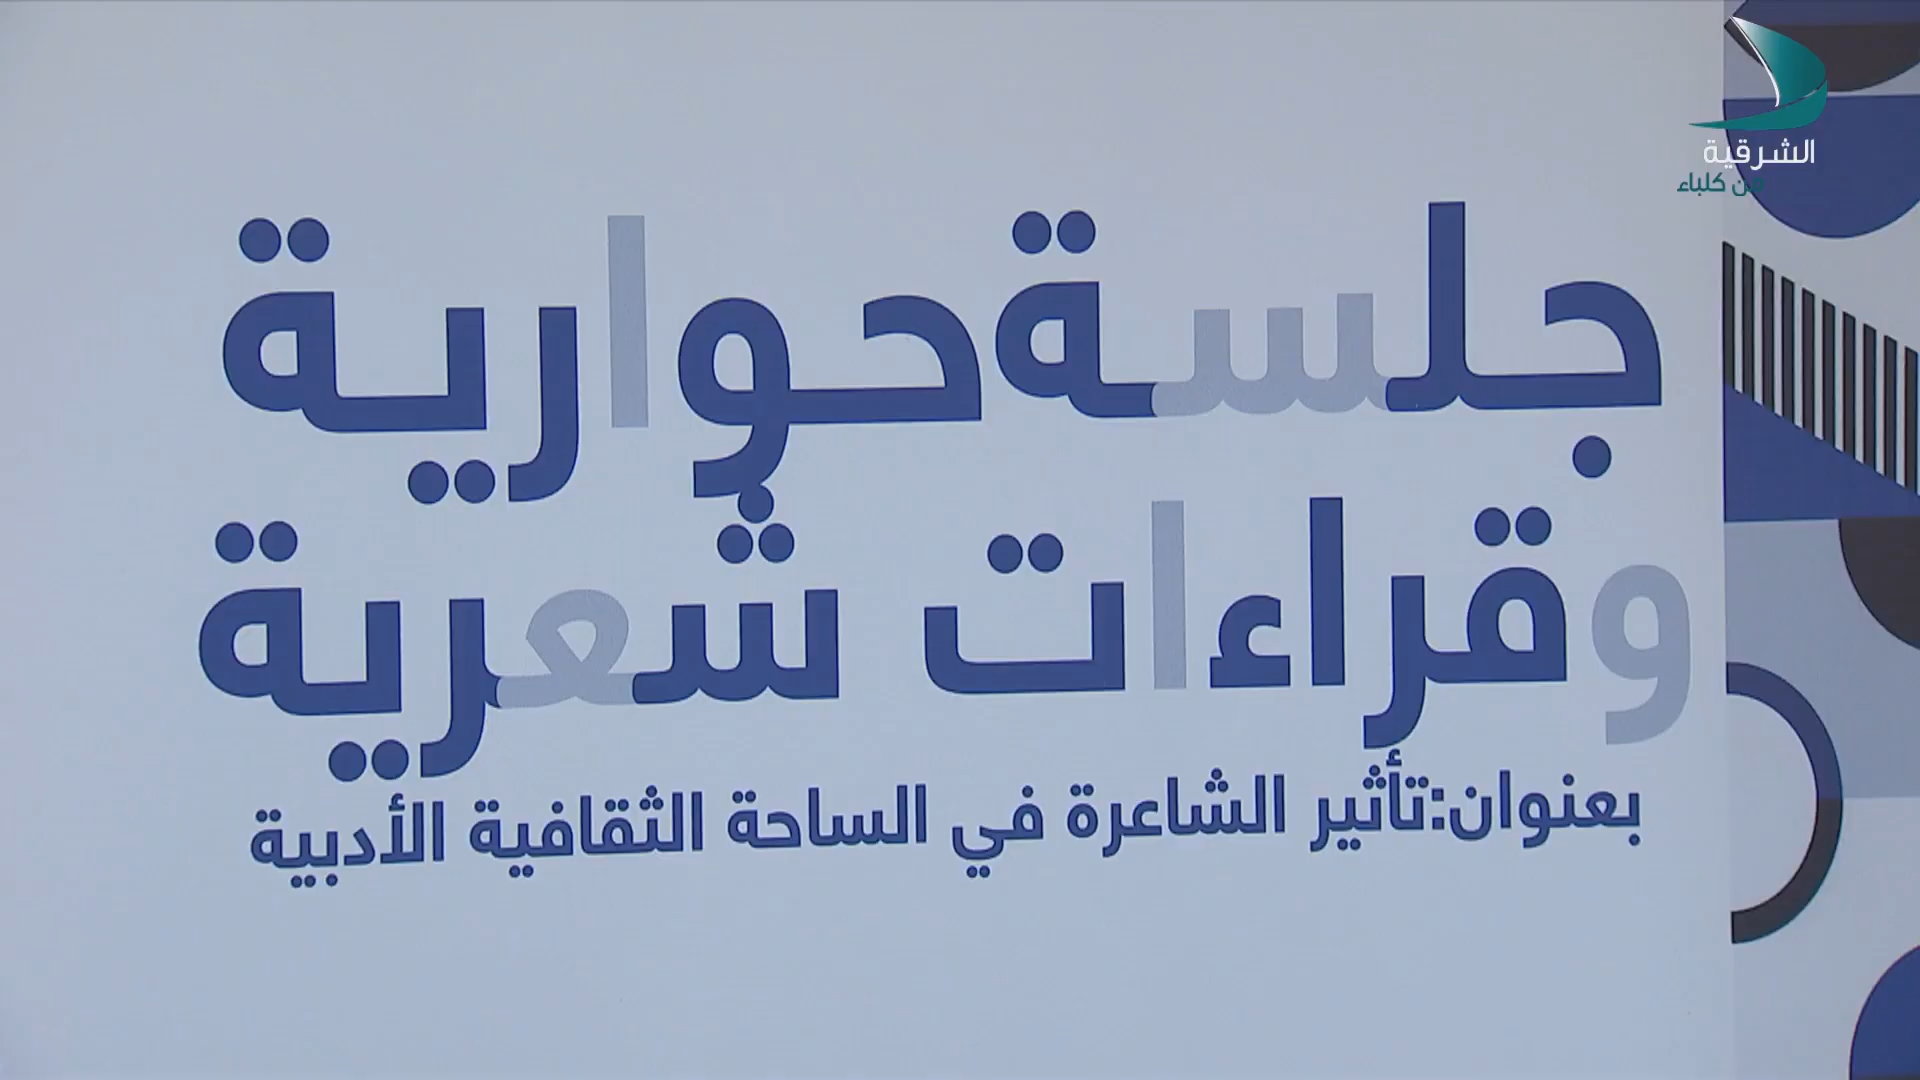 الشرقية
من كلباء
جلسة حوارية
وقراءات شعرية
بعنوان:تأثير الشاعرة في الساحة الثقافية الأدبية